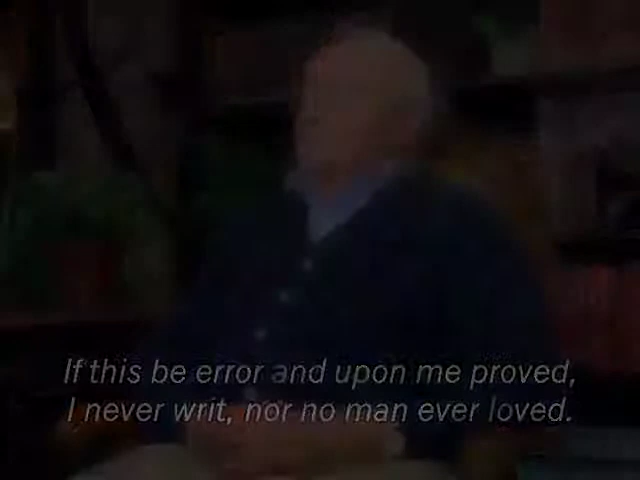 If this be error and upon me proved,
I never writ, nor no man ever loved.